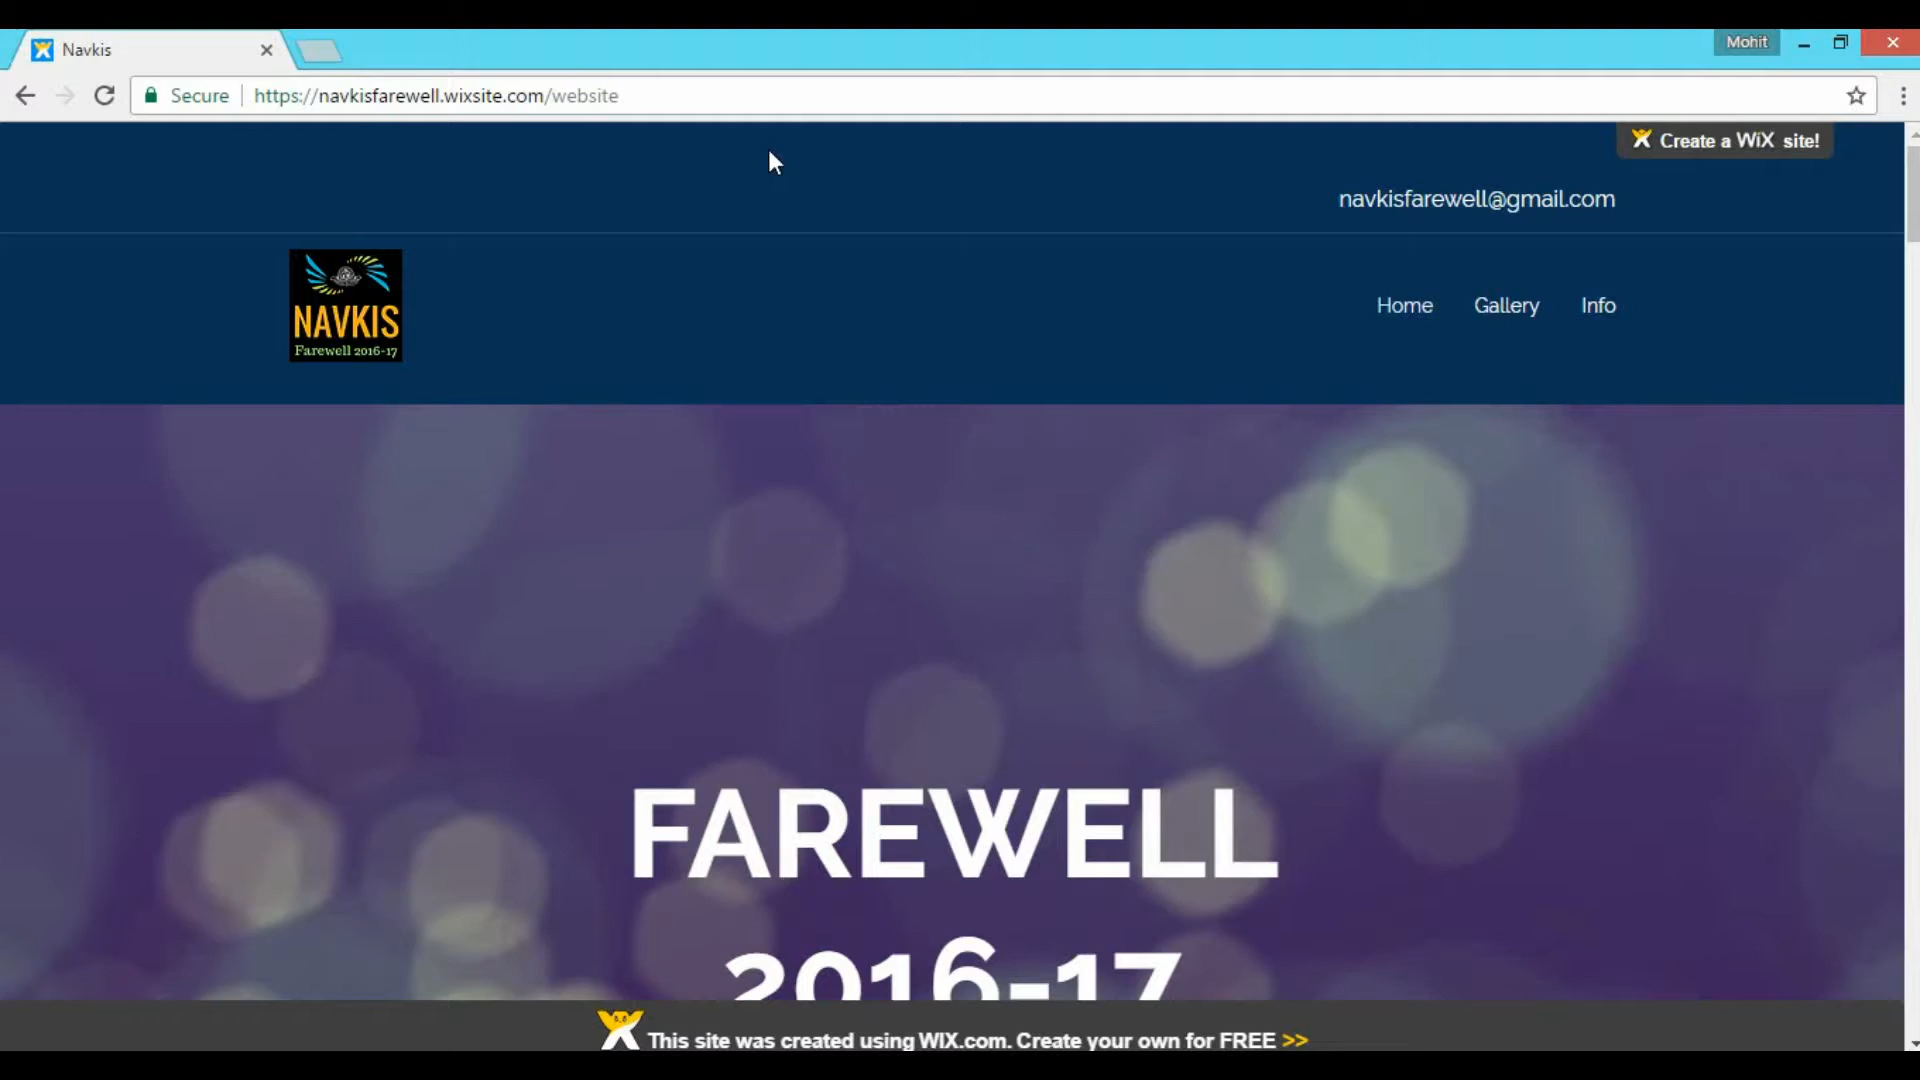 Navkis
Mohit
Secure
https://navkisfarewell.wixsite.com/website
Create a WiX site!
navkisfarewell@gmail.com
NAVKIS
Farewell 2016-17
Home
Gallery
Info
FAREWELL
2016-17
This site was created using WIX.com. Create your own for FREE >>